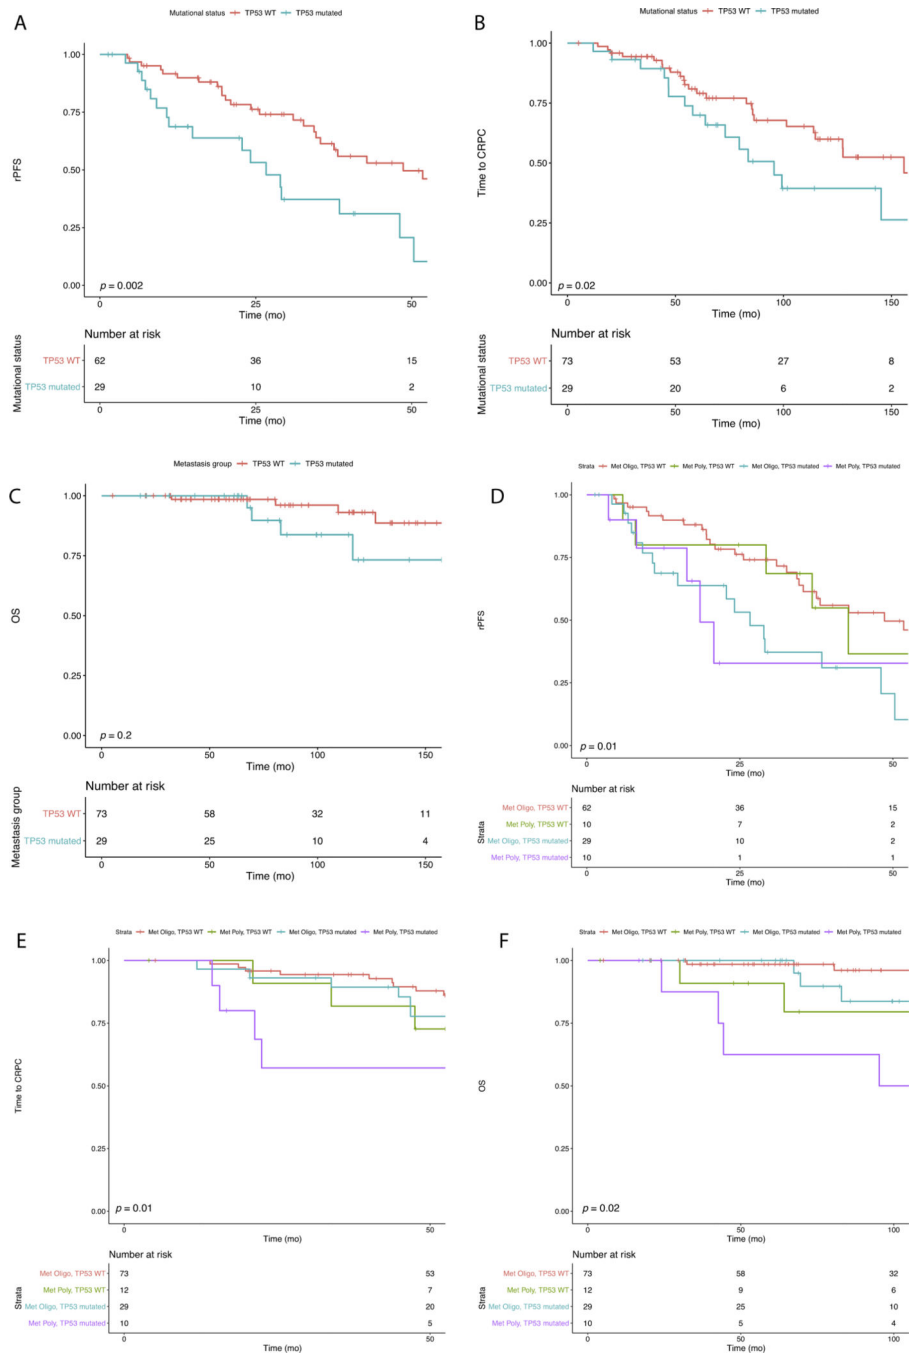 A
Mutational status TP53 WT TP53 mutated
1.00
0.75
0.50
0.25
0.00
rPFS
p = 0.002
0 25 50
Time (mo)
Number at risk
Mutational status
TP53 WT 62 36 15
TP53 mutated 29 10 2
0 25 50
Time (mo)
B
Mutational status TP53 WT TP53 mutated
1.00
0.75
0.50
0.25
0.00
Time to CRPC
p = 0.02
0 50 100 150
Time (mo)
Number at risk
Mutational status
TP53 WT 73 53 27 8
TP53 mutated 29 20 6 2
0 50 100 150
Time (mo)
C
Metastasis group TP53 WT TP53 mutated
1.00
0.75
0.50
0.25
0.00
OS
p = 0.2
0 50 100 150
Time (mo)
Number at risk
Metastasis group
TP53 WT 73 58 32 11
TP53 mutated 29 25 10 4
0 50 100 150
Time (mo)
D
Strata Met Oligo, TP53 WT Met Poly, TP53 WT Met Oligo, TP53 mutated Met Poly, TP53 mutated
1.00
0.75
0.50
0.25
0.00
rPFS
p = 0.01
0 25 50
Time (mo)
Number at risk
Strata
Met Oligo, TP53 WT 62 36 15
Met Poly, TP53 WT 10 7 2
Met Oligo, TP53 mutated 29 10 2
Met Poly, TP53 mutated 10 1 1
0 25 50
Time (mo)
E
Strata Met Oligo, TP53 WT Met Poly, TP53 WT Met Oligo, TP53 mutated Met Poly, TP53 mutated
1.00
0.75
0.50
0.25
0.00
Time to CRPC
p = 0.01
0 50
Time (mo)
Number at risk
Strata
Met Oligo, TP53 WT 73 53
Met Poly, TP53 WT 12 7
Met Oligo, TP53 mutated 29 20
Met Poly, TP53 mutated 10 5
0 50
Time (mo)
F
Strata Met Oligo, TP53 WT Met Poly, TP53 WT Met Oligo, TP53 mutated Met Poly, TP53 mutated
1.00
0.75
0.50
0.25
0.00
OS
p = 0.02
0 50 100
Time (mo)
Number at risk
Strata
Met Oligo, TP53 WT 73 58 32
Met Poly, TP53 WT 12 9 6
Met Oligo, TP53 mutated 29 25 10
Met Poly, TP53 mutated 10 5 4
0 50 100
Time (mo)